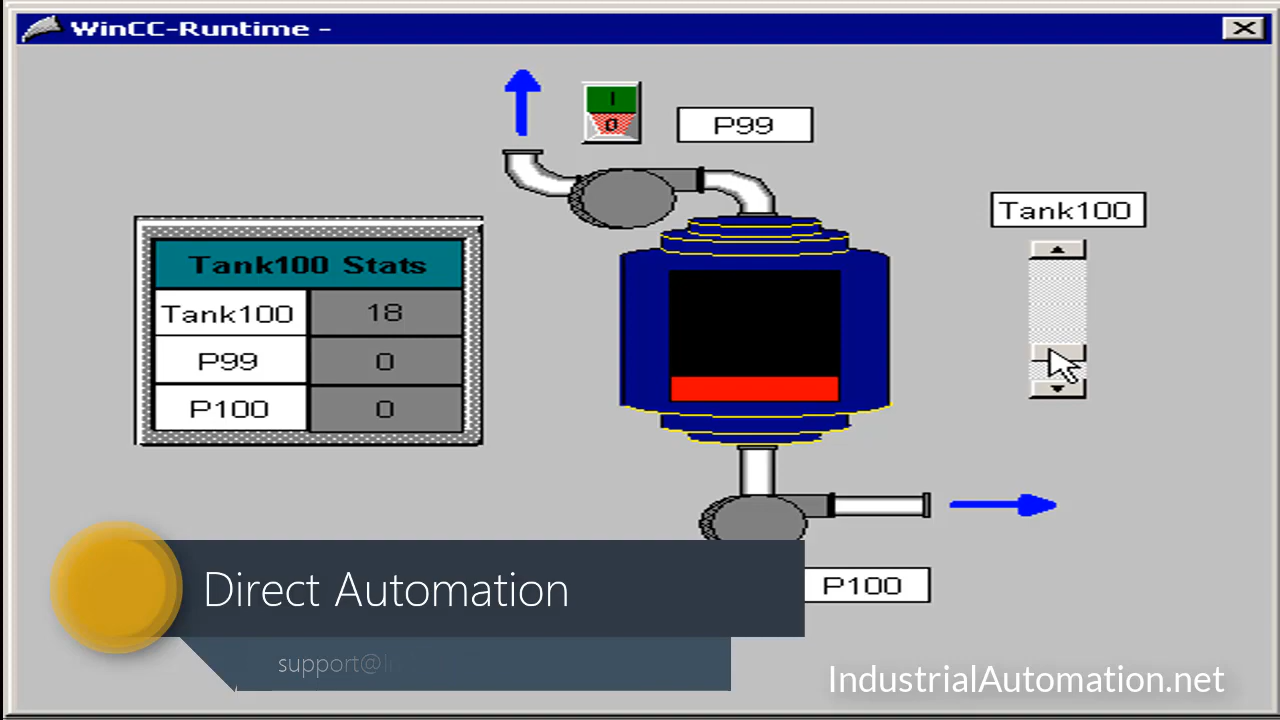 WinCC-Runtime -
I
0
P99
Tank100
Tank100 Stats
Tank100 18
P99 0
P100 0
P100
Direct Automation
support@
IndustrialAutomation.net